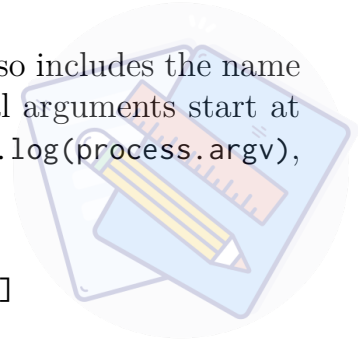 so includes the name
l arguments start at
.log(process.argv),
]